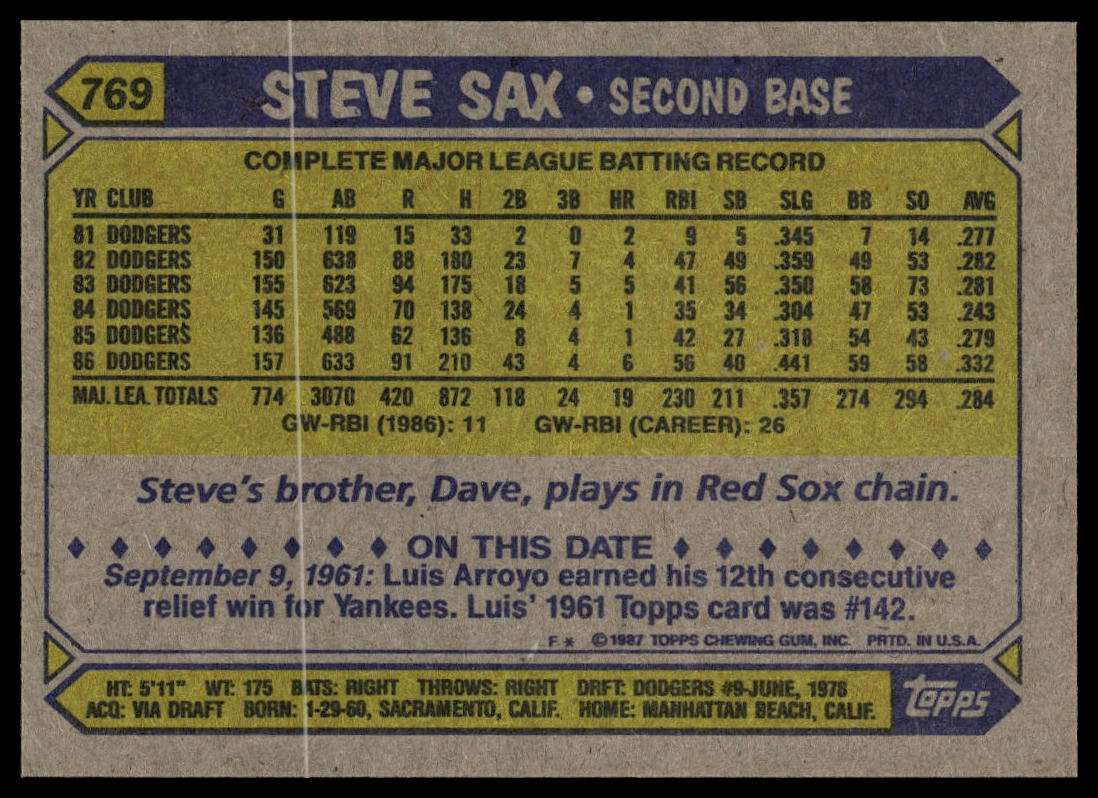 769 STEVE SAX • SECOND BASE
COMPLETE MAJOR LEAGUE BATTING RECORD
YR CLUB G AB R H 2B 3B HR RBI SB SLG BB SO AVG
81 DODGERS 31 119 15 33 2 0 2 9 5 .345 7 14 .277
82 DODGERS 150 638 88 180 23 7 4 47 49 .359 49 53 .282
83 DODGERS 155 623 94 175 18 5 5 41 56 .350 58 73 .281
84 DODGERS 145 569 70 138 24 4 1 35 34 .304 47 53 .243
85 DODGERS 136 488 62 136 8 4 1 42 27 .318 54 43 .279
86 DODGERS 157 633 91 210 43 4 6 56 40 .441 59 58 .332
MAJ. LEA. TOTALS 774 3070 420 872 118 24 19 230 211 .357 274 294 .284
GW-RBI (1986): 11 GW-RBI (CAREER): 26
Steve's brother, Dave, plays in Red Sox chain.
ON THIS DATE
September 9, 1961: Luis Arroyo earned his 12th consecutive
relief win for Yankees. Luis' 1961 Topps card was #142.
F * © 1987 TOPPS CHEWING GUM, INC. PRTD. IN U.S.A.
HT: 5'11" WT: 175 BATS: RIGHT THROWS: RIGHT DRFT: DODGERS #9-JUNE, 1978
ACQ: VIA DRAFT BORN: 1-29-60, SACRAMENTO, CALIF. HOME: MANHATTAN BEACH, CALIF.
topps